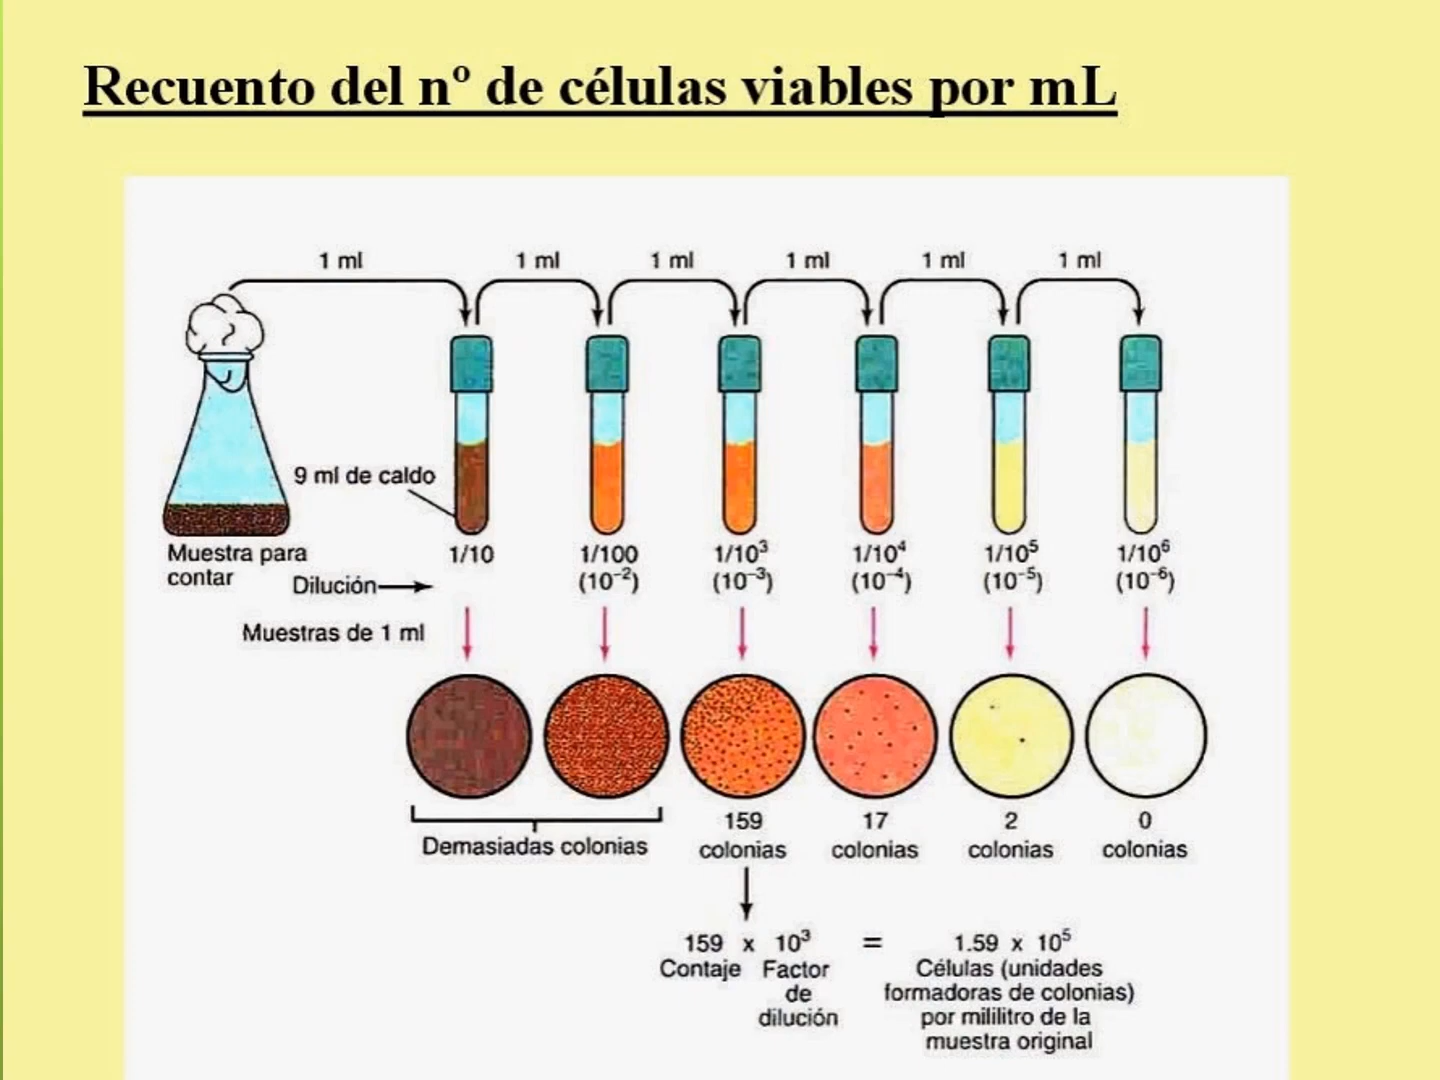 Recuento del nº de células viables por mL
1 ml 1 ml 1 ml 1 ml 1 ml 1 ml
9 ml de caldo
Muestra para
contar
Dilución
1/10 1/100 1/10³ 1/10⁴ 1/10⁵ 1/10⁶
(10⁻²) (10⁻³) (10⁻⁴) (10⁻⁵) (10⁻⁶)
Muestras de 1 ml
Demasiadas colonias
159 17 2 0
colonias colonias colonias colonias
159 x 10³ = 1.59 x 10⁵
Contaje Factor
de
dilución
Células (unidades
formadoras de colonias)
por mililitro de la
muestra original